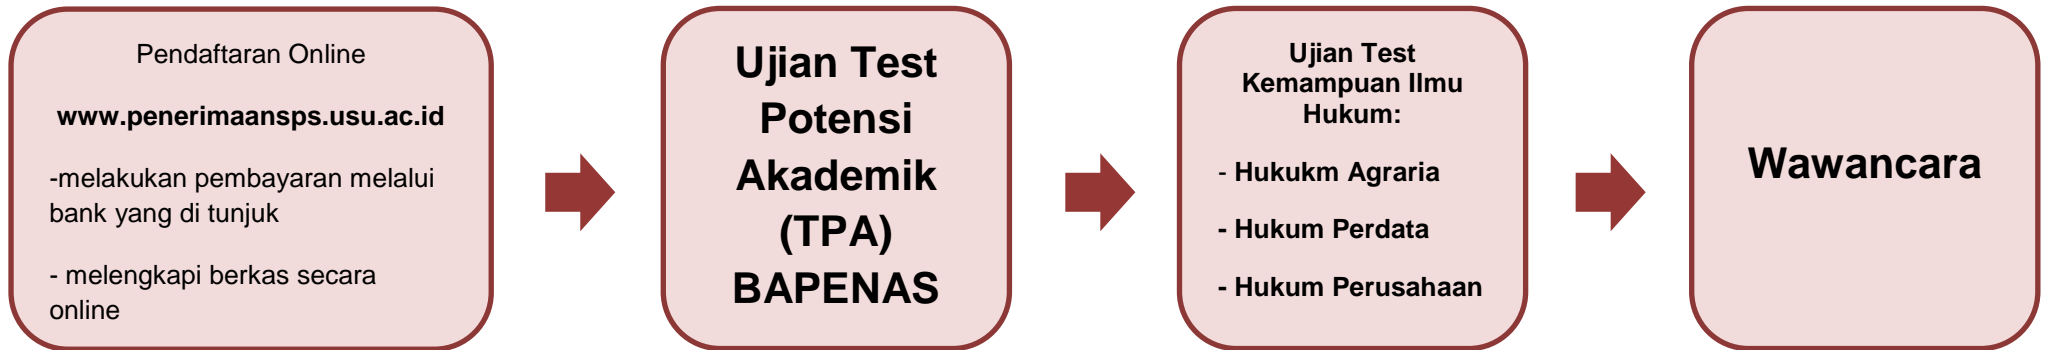 Pendaftaran Online
www.penerimaansps.usu.ac.id
-melakukan pembayaran melalui
bank yang di tunjuk
- melengkapi berkas secara
online
Ujian Test
Potensi
Akademik
(TPA)
BAPENAS
Ujian Test
Kemampuan Ilmu
Hukum:
- Hukukm Agraria
- Hukum Perdata
- Hukum Perusahaan
Wawancara